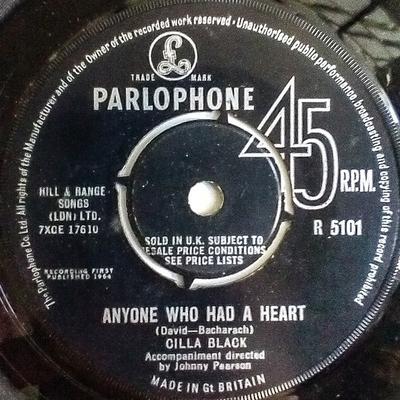 The Parlophone Co. Ltd. All rights of the Manufacturer and of the Owner of the recorded work reserved · Unauthorised public performance, broadcasting and copying of this record prohibited
£
TRADE MARK
PARLOPHONE
45
R.P.M.
HILL & RANGE
SONGS
(LDN) LTD.
7XCE 17610
R 5101
SOLD IN U.K. SUBJECT TO
RESALE PRICE CONDITIONS
SEE PRICE LISTS
RECORDING FIRST
PUBLISHED 1964
ANYONE WHO HAD A HEART
(David—Bacharach)
CILLA BLACK
Accompaniment directed
by Johnny Pearson
MADE IN Gt BRITAIN